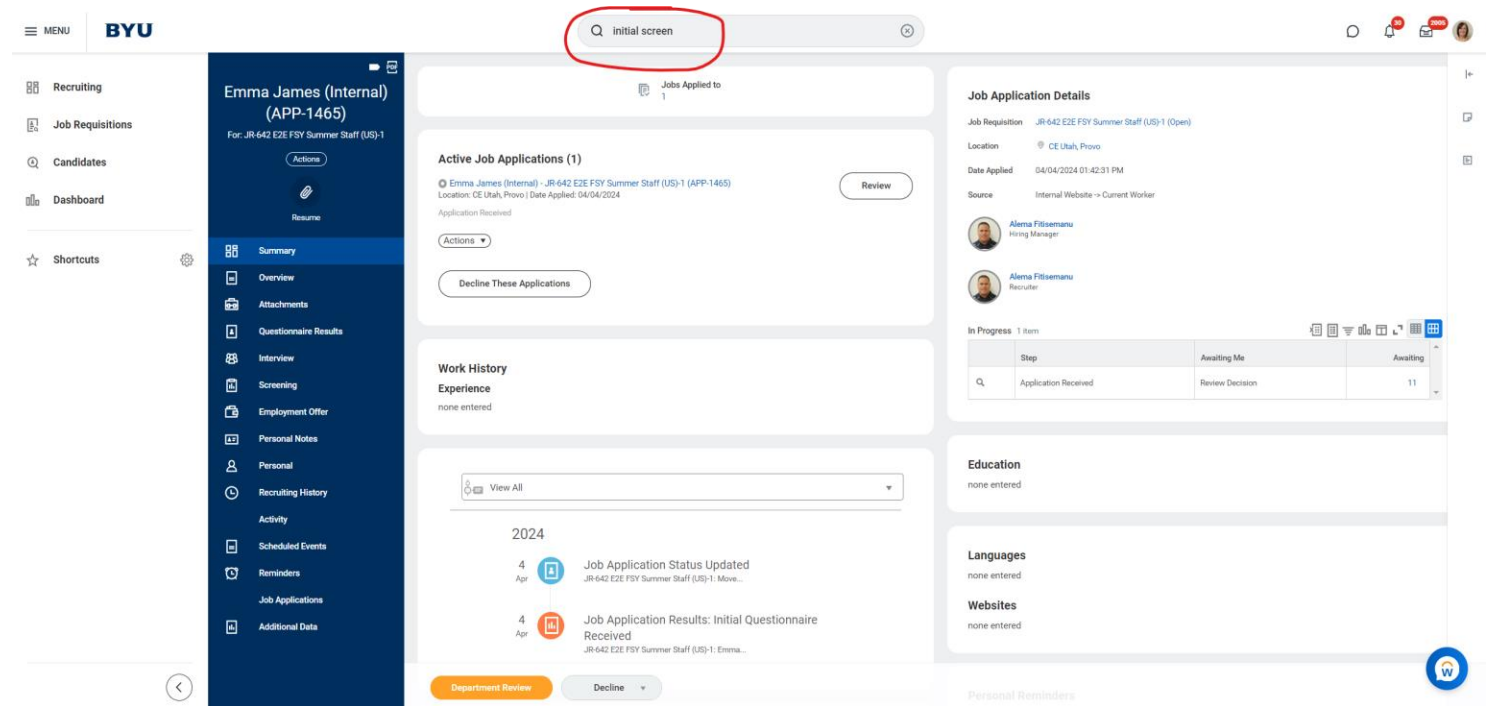 MENU
BYU
initial screen
30
2005
Recruiting
Job Requisitions
Candidates
Dashboard
Shortcuts
PDF
Emma James (Internal)
(APP-1465)
For: JR-642 E2E FSY Summer Staff (US)-1
Actions
Resume
Summary
Overview
Attachments
Questionnaire Results
Interview
Screening
Employment Offer
Personal Notes
Personal
Recruiting History
Activity
Scheduled Events
Reminders
Job Applications
Additional Data
Jobs Applied to
1
Active Job Applications (1)
Emma James (Internal) - JR-642 E2E FSY Summer Staff (US)-1 (APP-1465)
Location: CE Utah, Provo | Date Applied: 04/04/2024
Application Received
Review
Actions
Decline These Applications
Work History
Experience
none entered
View All
2024
4
Apr
Job Application Status Updated
JR-642 E2E FSY Summer Staff (US)-1: Move...
4
Apr
Job Application Results: Initial Questionnaire
Received
JR-642 E2E FSY Summer Staff (US)-1: Emma...
Department Review
Decline
Job Application Details
Job Requisition JR-642 E2E FSY Summer Staff (US)-1 (Open)
Location CE Utah, Provo
Date Applied 04/04/2024 01:42:31 PM
Source Internal Website -> Current Worker
Alema Fitisemanu
Hiring Manager
Alema Fitisemanu
Recruiter
In Progress 1 item
Step Awaiting Me Awaiting
Application Received Review Decision 11
Education
none entered
Languages
none entered
Websites
none entered
Personal Reminders
w